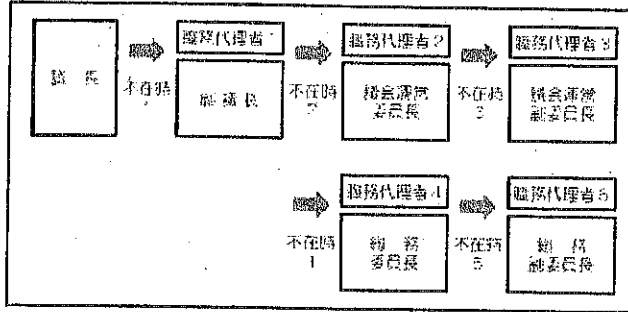 議長
不在時
1
職務代理者1
副議長
不在時
2
職務代理者2
議会運営
委員長
不在時
3
職務代理者3
議会運営
副委員長
不在時
4
職務代理者4
総務
委員長
不在時
5
職務代理者5
総務
副委員長